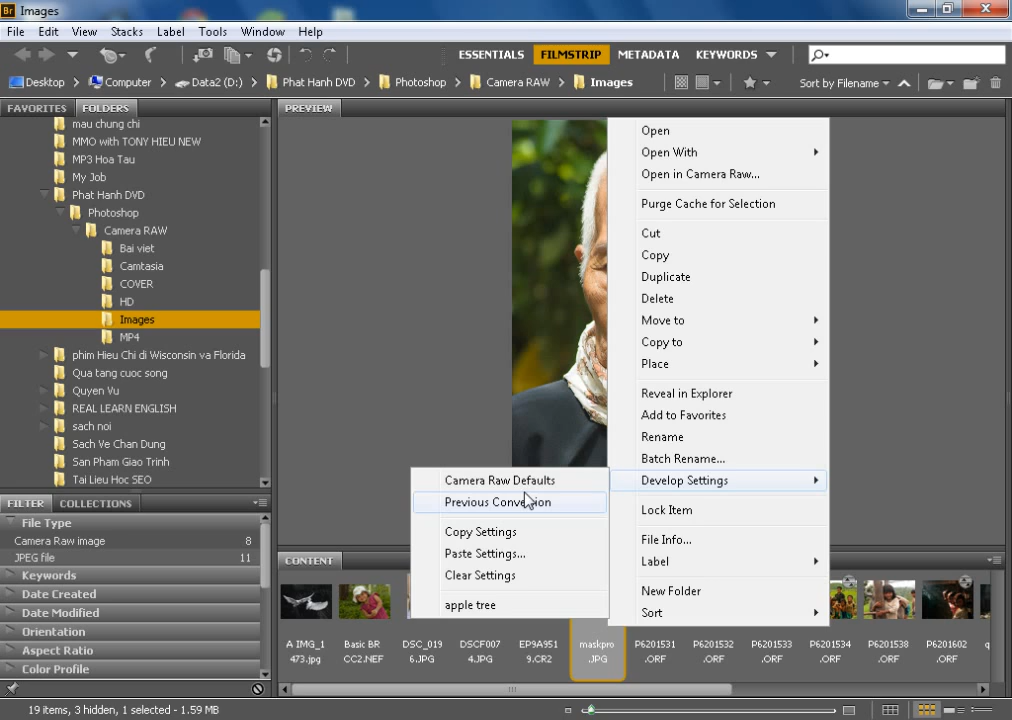 Br Images
File Edit View Stacks Label Tools Window Help
ESSENTIALS FILMSTRIP METADATA KEYWORDS
Desktop Computer Data2 (D:) Phat Hanh DVD Photoshop Camera RAW Images Sort by Filename
FAVORITES FOLDERS
PREVIEW
mau chung chi
MMO with TONY HIEU NEW
MP3 Hoa Tau
My Job
Phat Hanh DVD
Photoshop
Camera RAW
Bai viet
Camtasia
COVER
HD
Images
MP4
phim Hieu Chi di Wisconsin va Florida
Qua tang cuoc song
Quyen Vu
REAL LEARN ENGLISH
sach noi
Sach Ve Chan Dung
San Pham Giao Trinh
Tai Lieu Hoc SEO
FILTER COLLECTIONS
File Type
Camera Raw image 8
JPEG file 11
Keywords
Date Created
Date Modified
Orientation
Aspect Ratio
Color Profile
Open
Open With
Open in Camera Raw...
Purge Cache for Selection
Cut
Copy
Duplicate
Delete
Move to
Copy to
Place
Reveal in Explorer
Add to Favorites
Rename
Batch Rename...
Develop Settings
Lock Item
File Info...
Label
New Folder
Sort
Camera Raw Defaults
Previous Conversion
Copy Settings
Paste Settings...
Clear Settings
apple tree
CONTENT
A IMG_1
473.jpg
Basic BR
CC2.NEF
DSC_019
6.JPG
DSCF007
4.JPG
EP9A951
9.CR2
maskpro
.JPG
P6201531
.ORF
P6201532
.ORF
P6201533
.ORF
P6201534
.ORF
P6201602
.ORF
19 items, 3 hidden, 1 selected - 1.59 MB